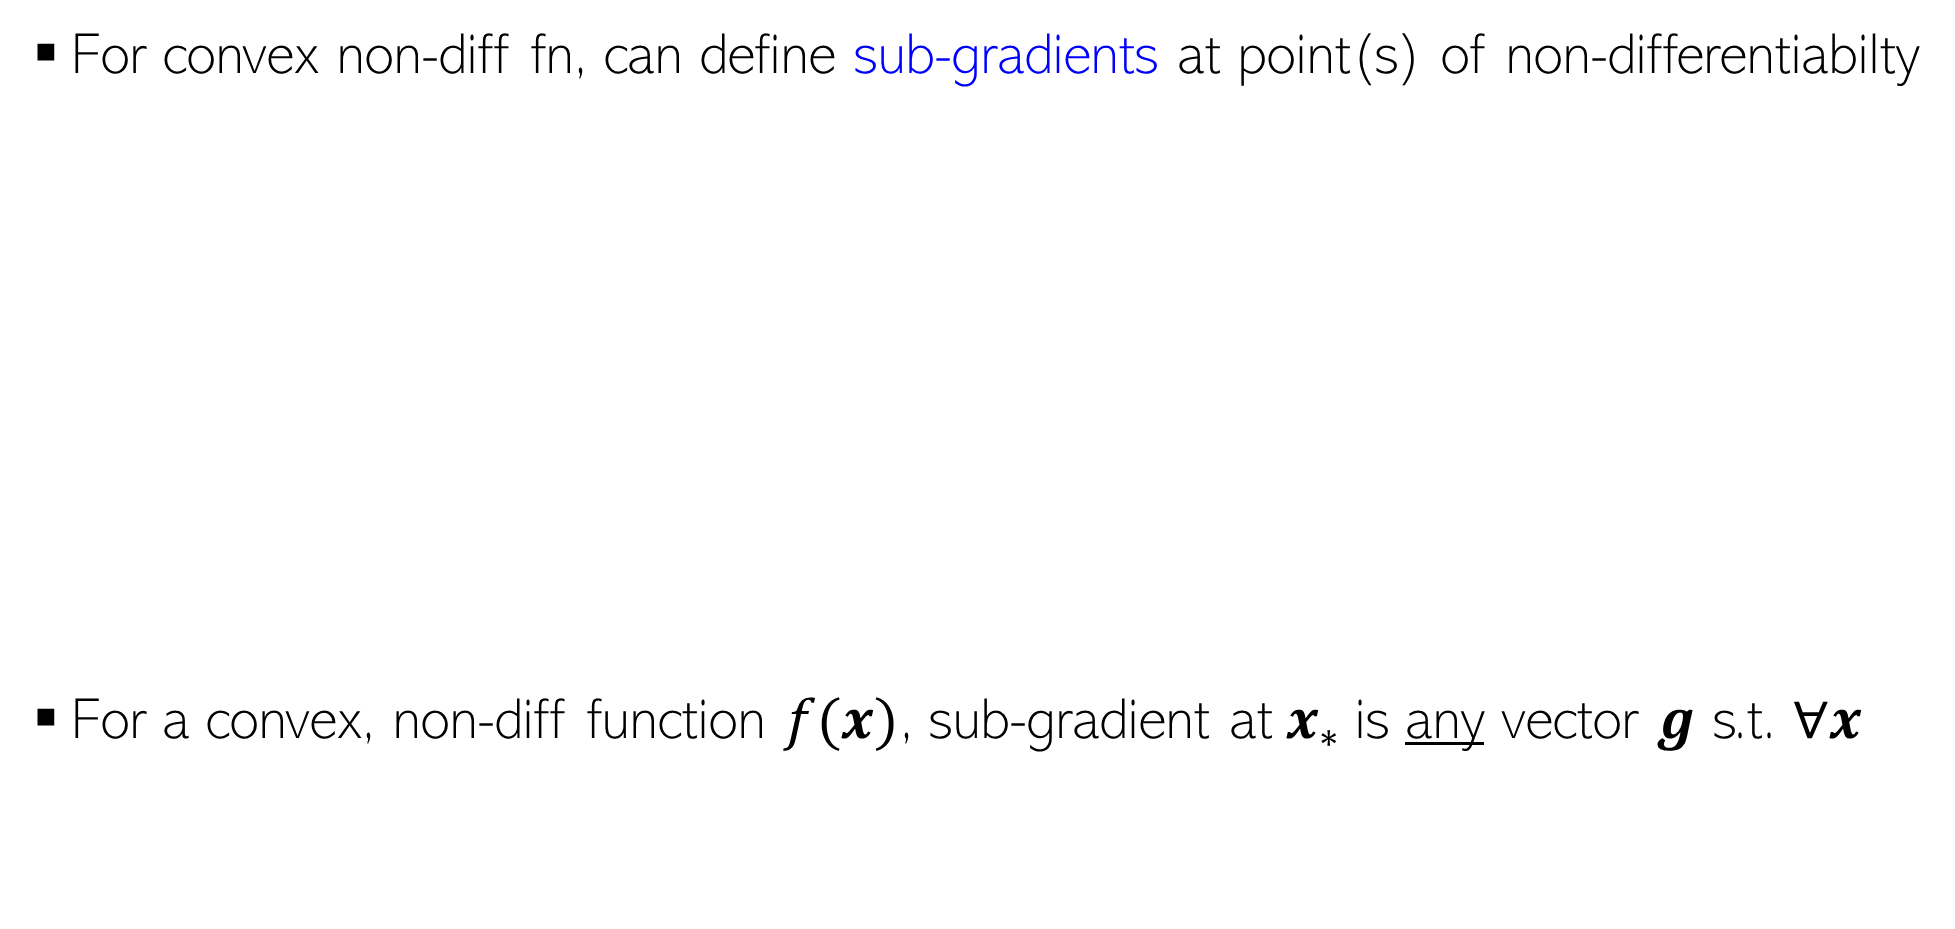 ▪ For convex non-diff fn, can define sub-gradients at point(s) of non-differentiabilty
▪ For a convex, non-diff function 𝒇(𝒙), sub-gradient at 𝒙∗ is any vector 𝒈 s.t. ∀𝒙